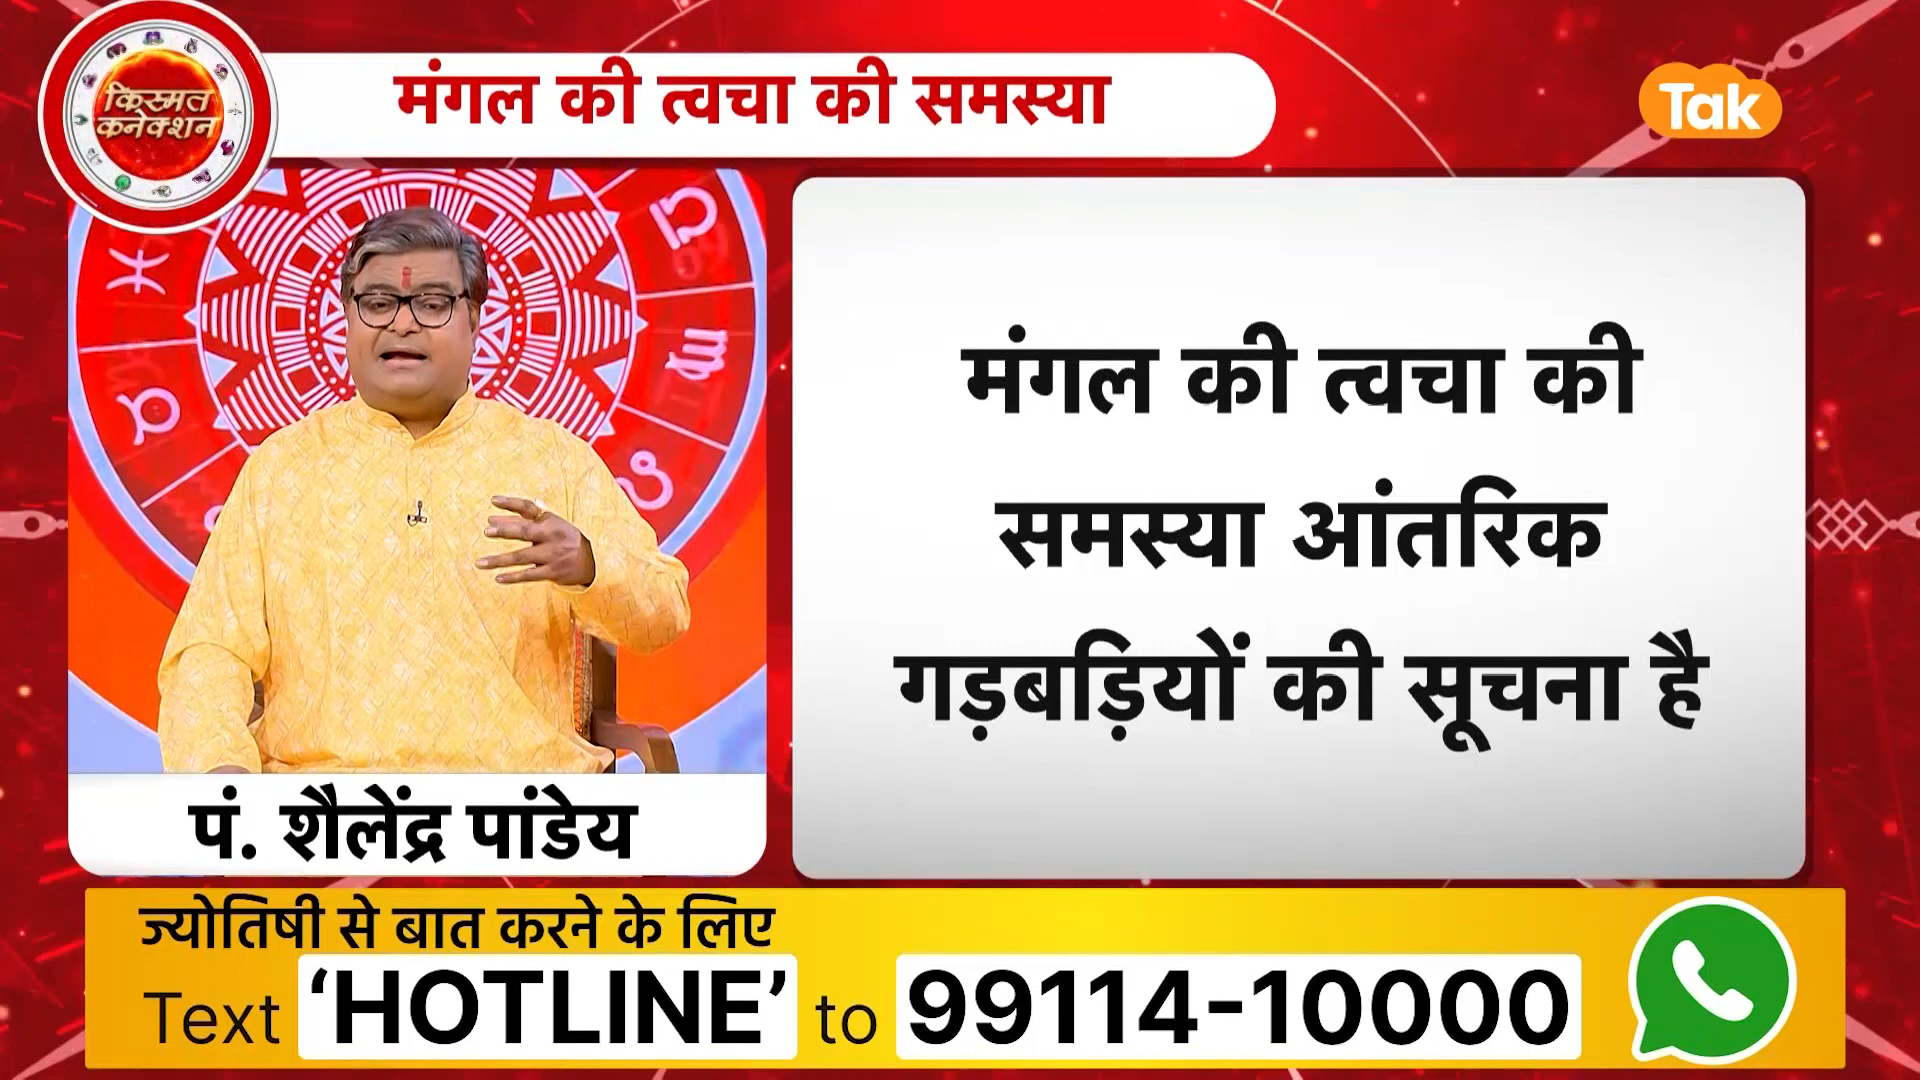 किस्मत
कनेक्शन
मंगल की त्वचा की समस्या
Tak
मंगल की त्वचा की
समस्या आंतरिक
गड़बड़ियों की सूचना है
पं. शैलेंद्र पांडेय
ज्योतिषी से बात करने के लिए
Text ‘HOTLINE’ to 99114-10000